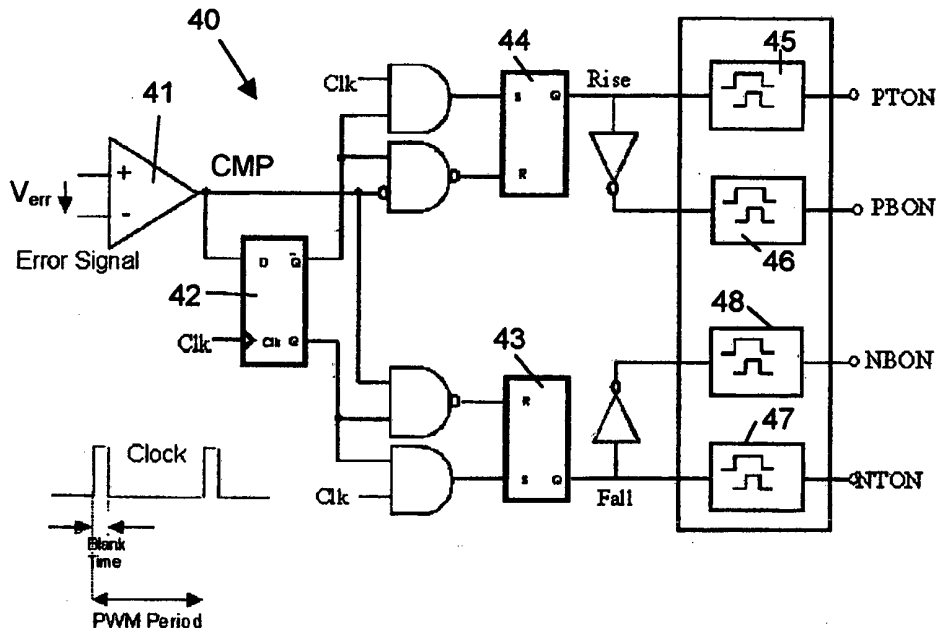 40
44
45
Clk
S Q
Rise
PTON
41
CMP
+
Verr
-
R
PBON
46
Error Signal
D Q̄
42
Clk
Clk Q
43
48
R
NBON
47
Clock
Clk
S Q
Fall
NTON
Blank
Time
PWM Period